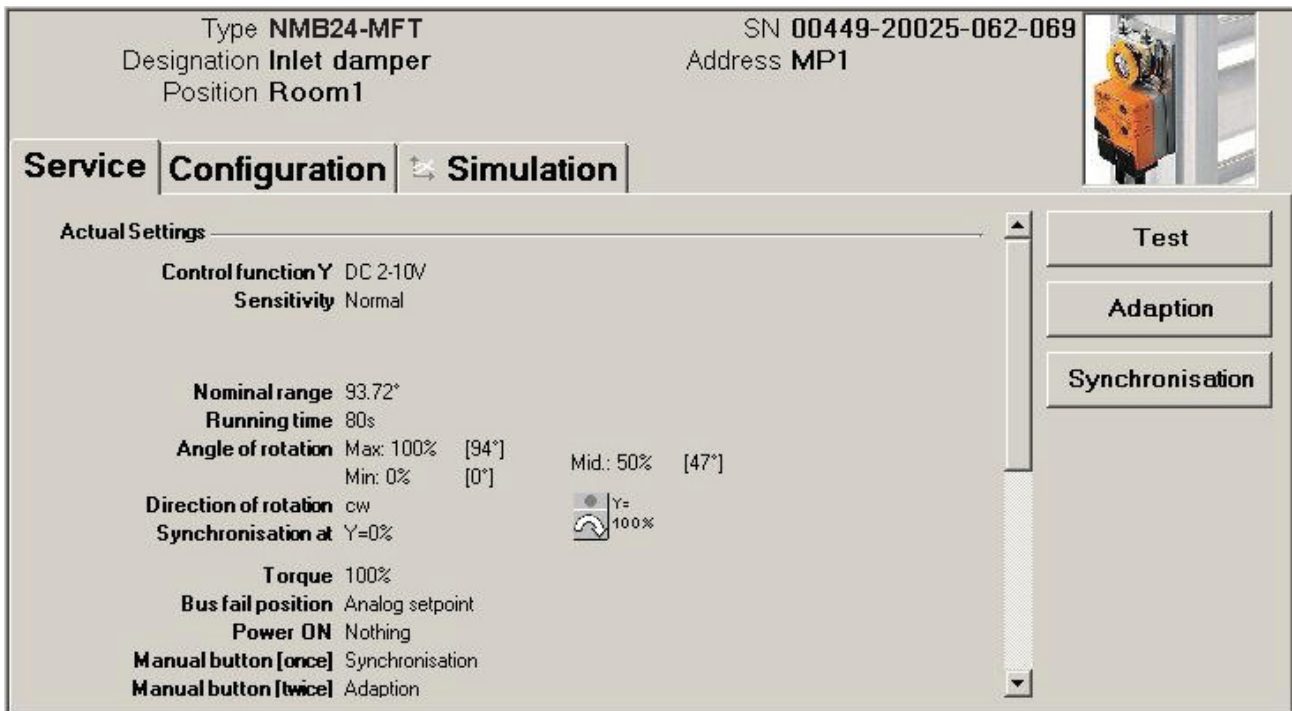 Type NMB24-MFT
SN 00449-20025-062-069
Designation Inlet damper
Address MP1
Position Room1
Service
Configuration
Simulation
Actual Settings
Control function Y DC 2-10V
Sensitivity Normal
Nominal range 93.72°
Running time 80s
Angle of rotation Max: 100% [94°]
Mid.: 50% [47°]
Min: 0% [0°]
Direction of rotation cw
Y=
100%
Synchronisation at Y=0%
Torque 100%
Bus fail position Analog setpoint
Power ON Nothing
Manual button [once] Synchronisation
Manual button [twice] Adaption
Test
Adaption
Synchronisation